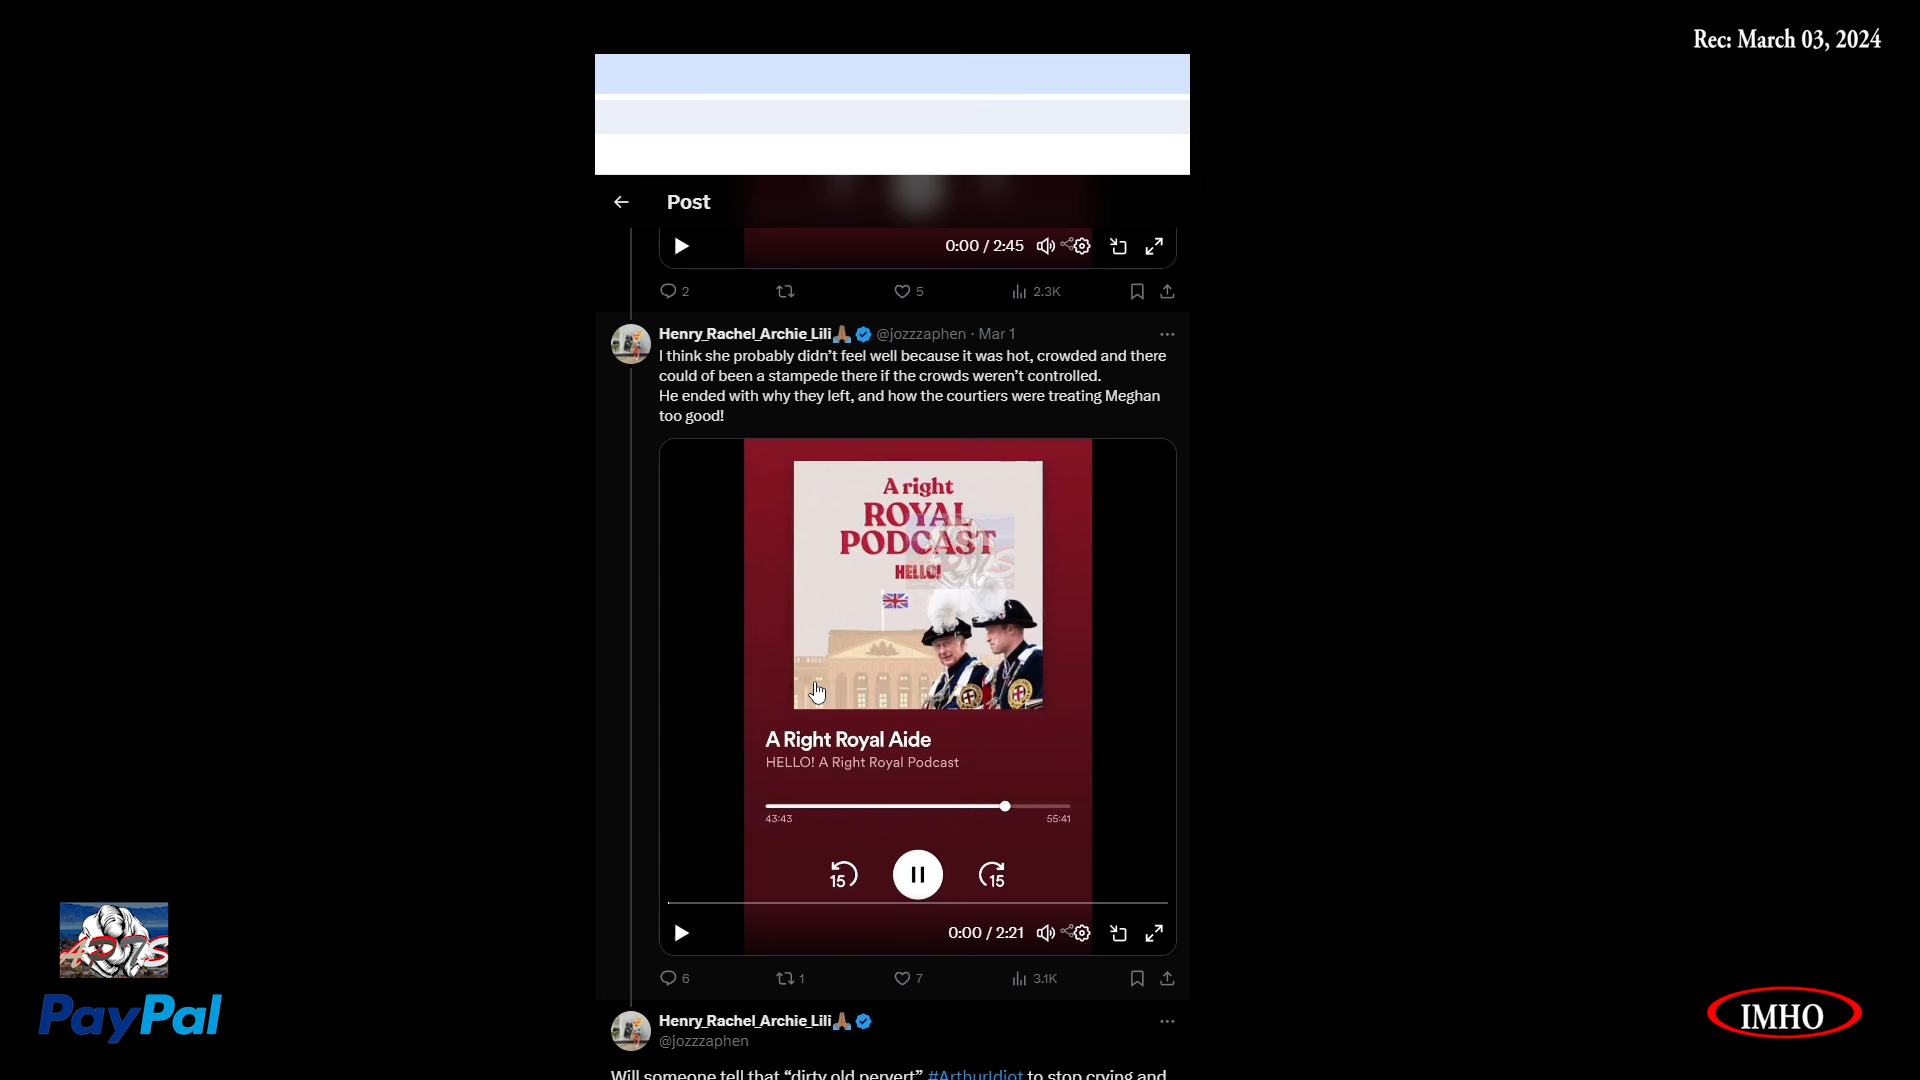 Rec: March 03, 2024
Post
0:00 / 2:45
2
5
2.3K
Henry_Rachel_Archie_Lili🙏🏽 @jozzzaphen · Mar 1
I think she probably didn’t feel well because it was hot, crowded and there
could of been a stampede there if the crowds weren’t controlled.
He ended with why they left, and how the courtiers were treating Meghan
too good!
A right
ROYAL
PODCAST
HELLO!
A Right Royal Aide
HELLO! A Right Royal Podcast
43:43
55:41
15
15
0:00 / 2:21
6
1
7
3.1K
Henry_Rachel_Archie_Lili🙏🏽
@jozzzaphen
Will someone tell that “dirty old pervert” #ArthurIdiot to stop crying and
PayPal
IMHO